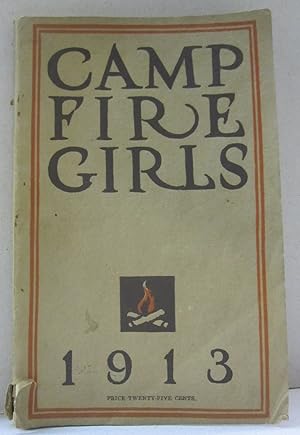 CAMP
FIRE
GIRLS
1913
PRICE TWENTY-FIVE CENTS.